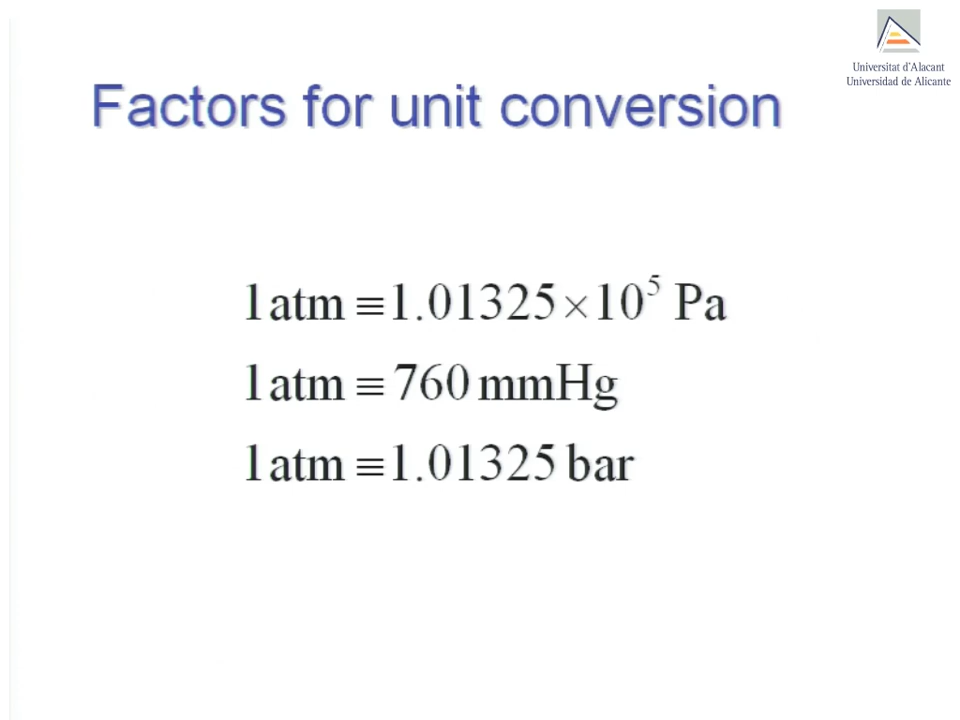 Universitat d'Alacant
Universidad de Alicante
Factors for unit conversion
1 atm ≡ 1.01325 × 10⁵ Pa
1 atm ≡ 760 mmHg
1 atm ≡ 1.01325 bar